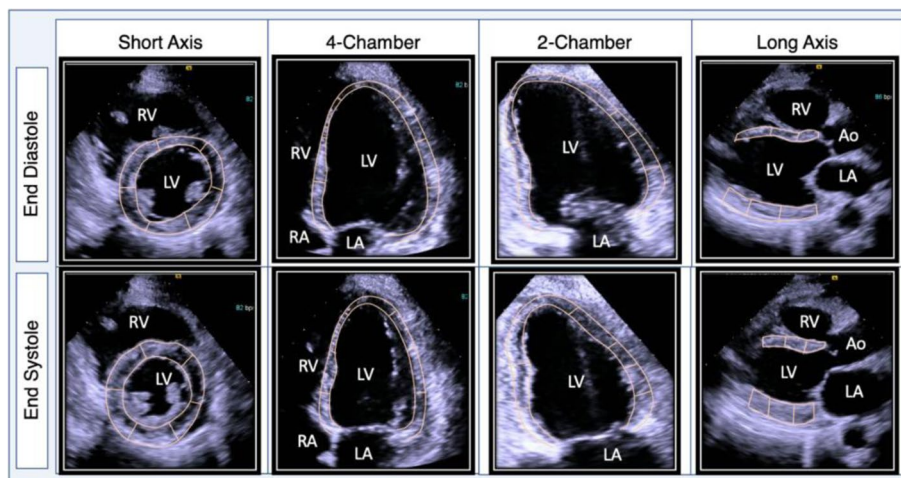 Short Axis
4-Chamber
2-Chamber
Long Axis
End Diastole
RV
LV
RV
LV
RA
LA
LV
LA
RV
Ao
LA
End Systole
RV
LV
RV
LV
RA
LA
LV
LA
RV
Ao
LV
LA